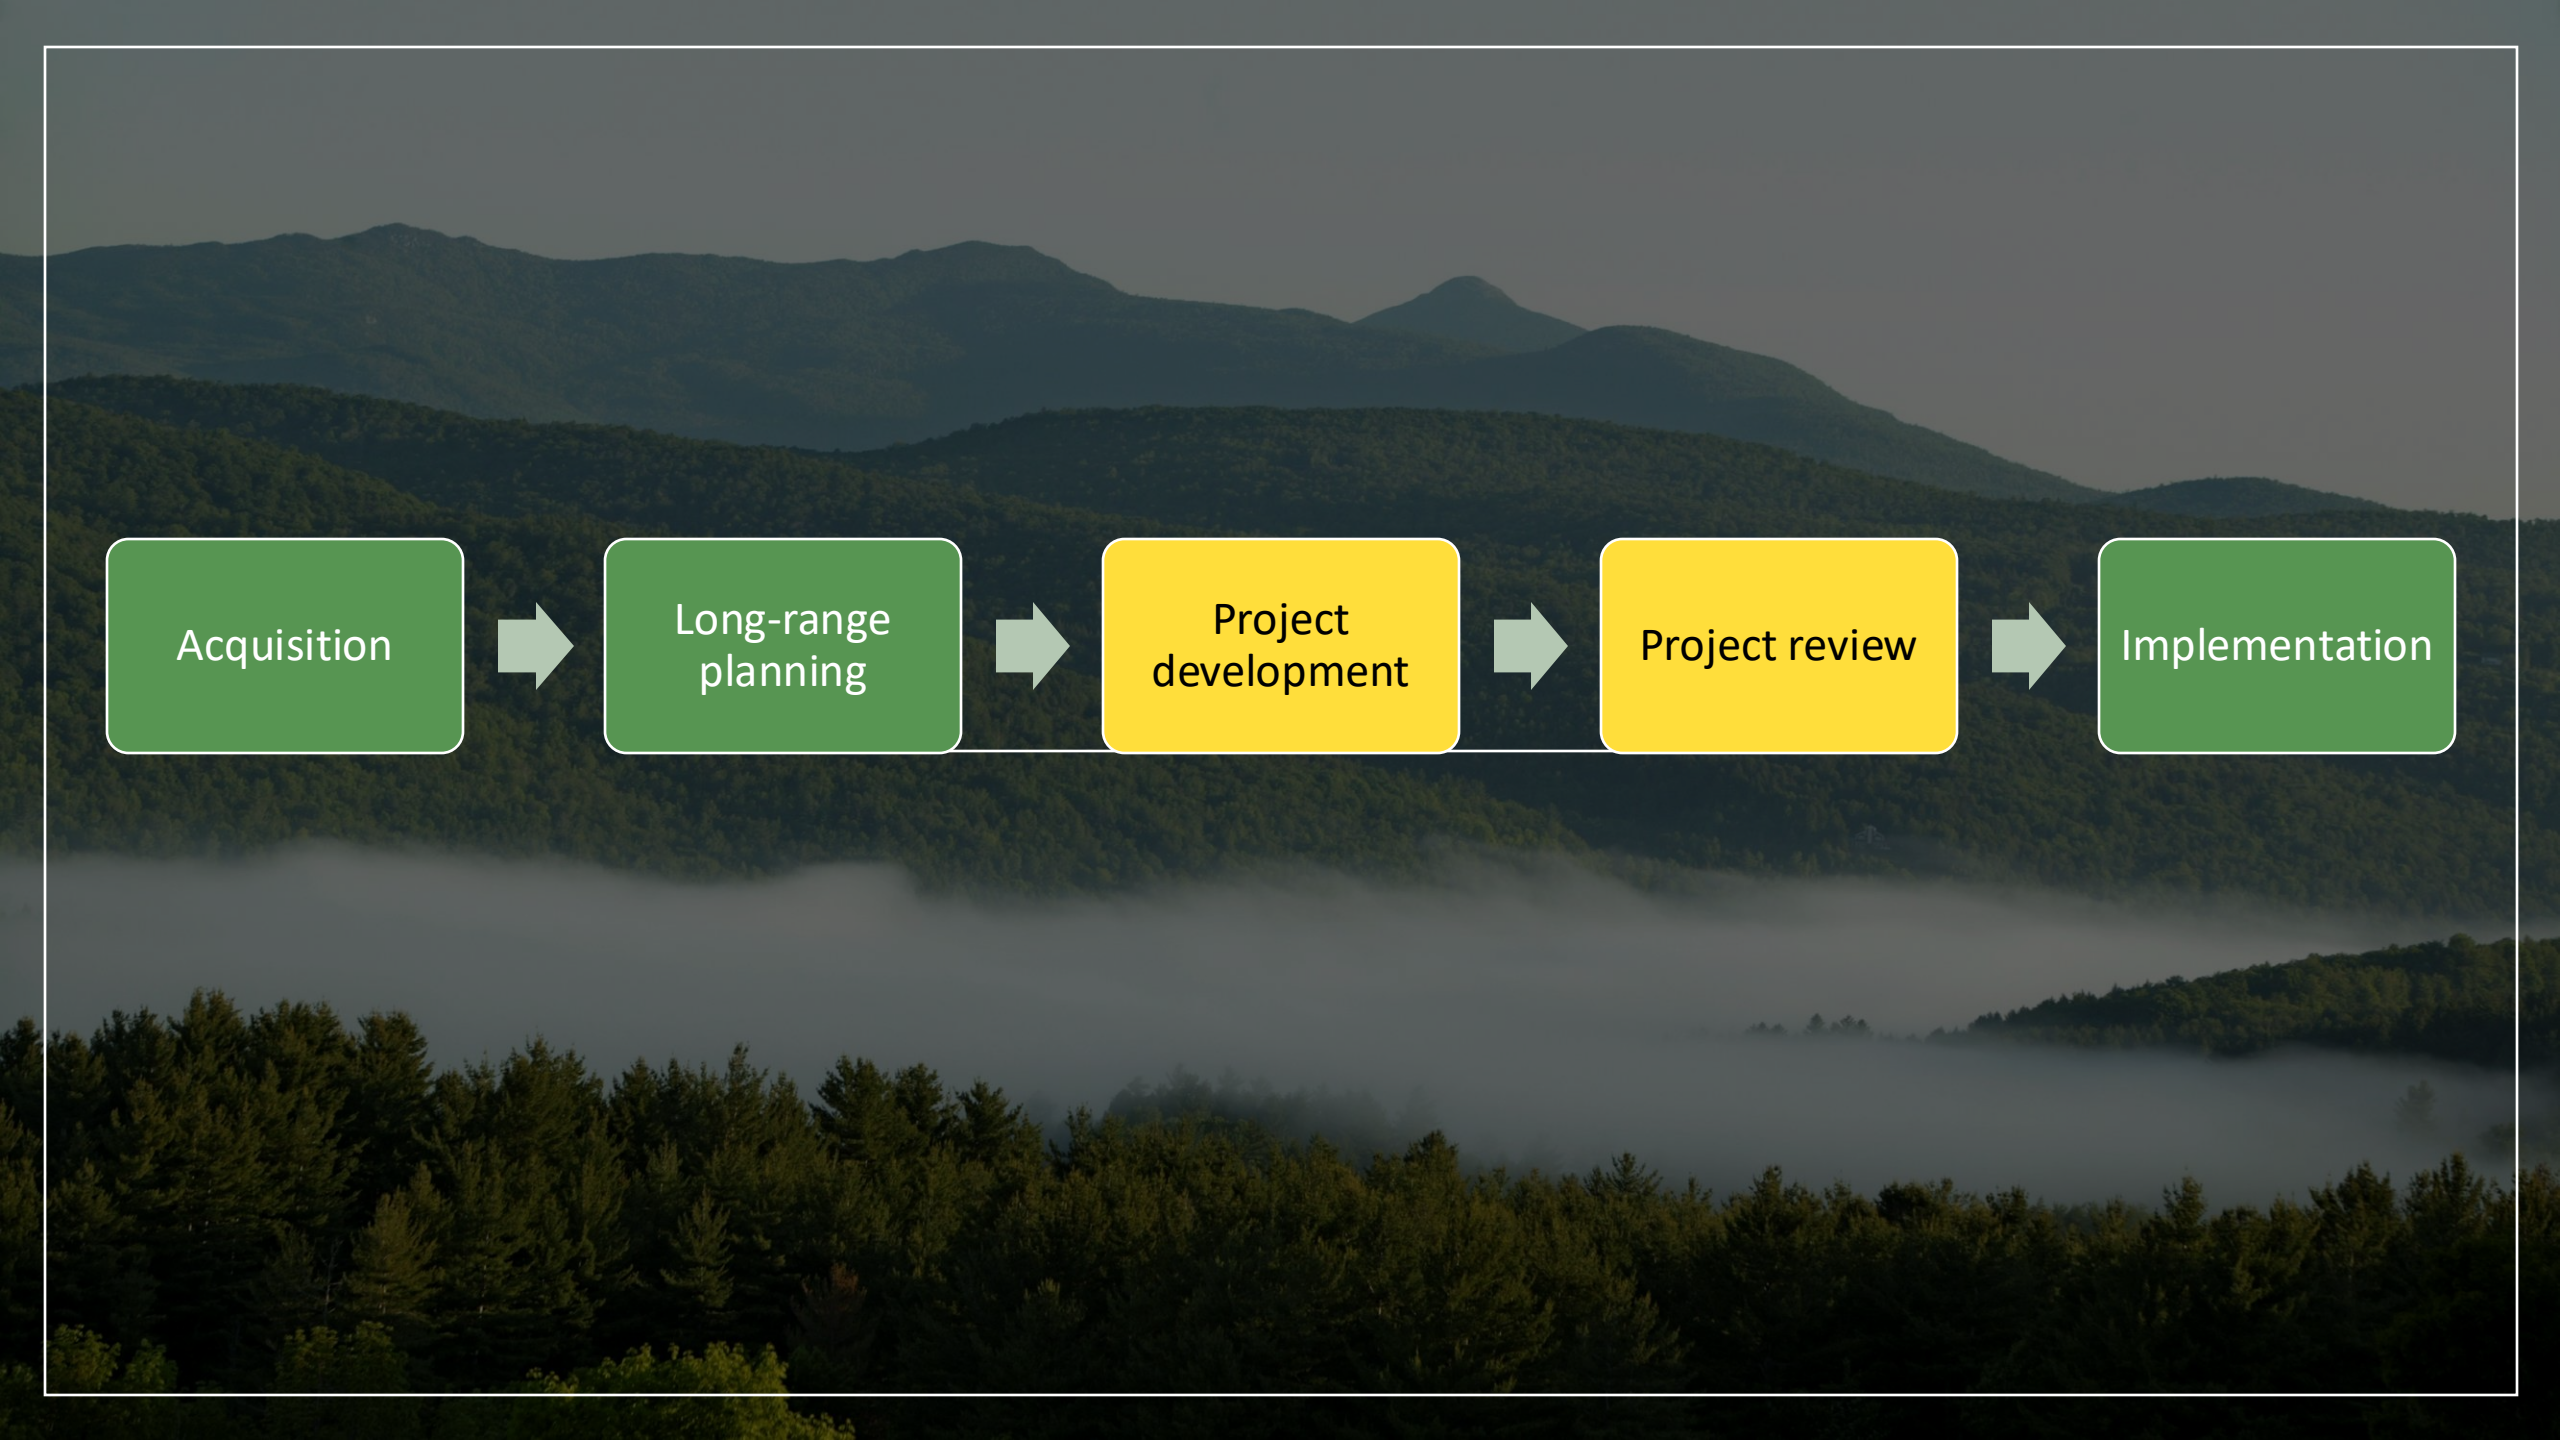 Acquisition
Long-range
planning
Project
development
Project review
Implementation